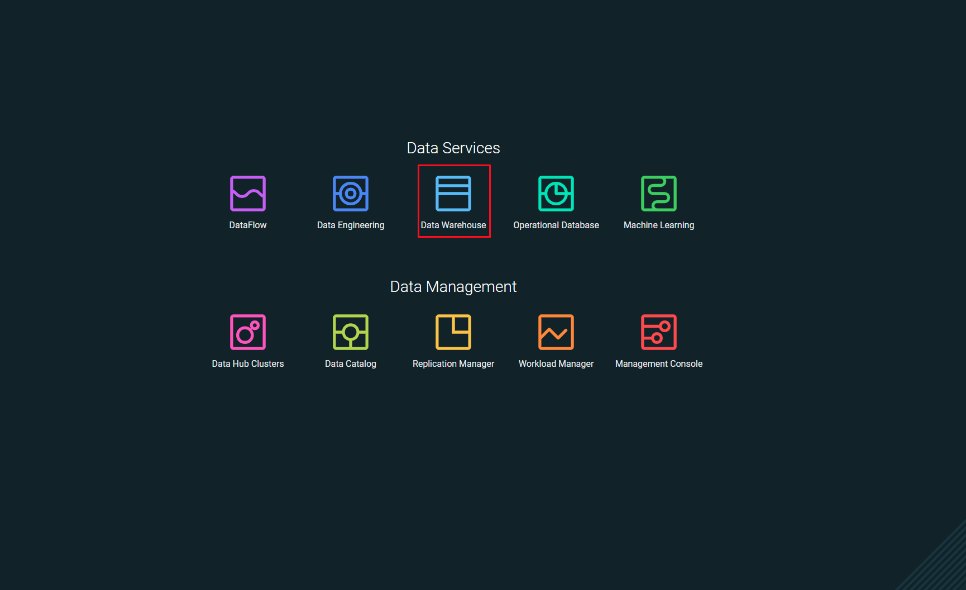 Data Services
DataFlow
Data Engineering
Data Warehouse
Operational Database
Machine Learning
Data Management
Data Hub Clusters
Data Catalog
Replication Manager
Workload Manager
Management Console